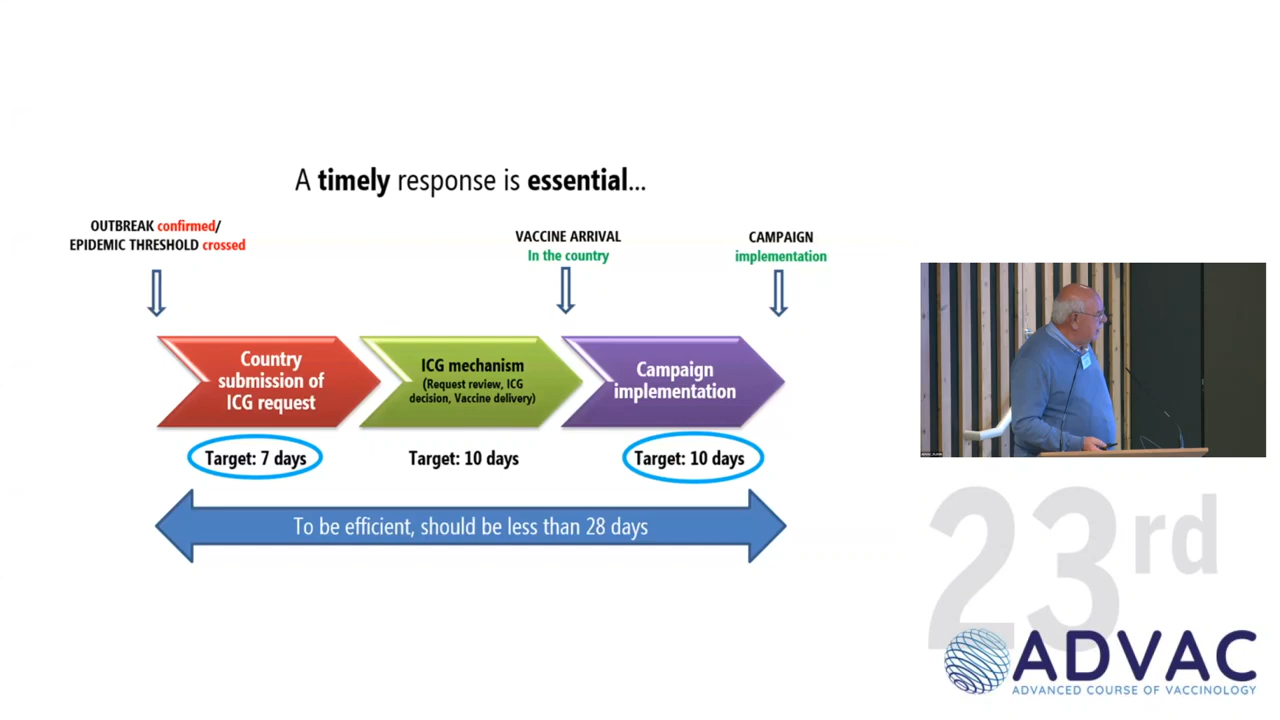 A timely response is essential...
OUTBREAK confirmed/
EPIDEMIC THRESHOLD crossed
VACCINE ARRIVAL
In the country
CAMPAIGN
implementation
Country
submission of
ICG request
ICG mechanism
(Request review, ICG
decision, Vaccine delivery)
Campaign
implementation
Target: 7 days
Target: 10 days
Target: 10 days
To be efficient, should be less than 28 days
23rd
ADVAC
ADVANCED COURSE OF VACCINOLOGY